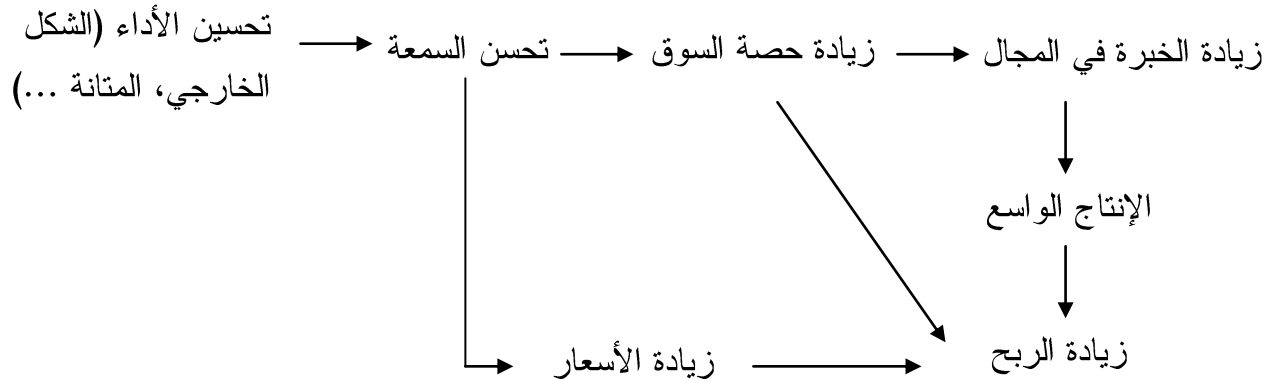 تحسين الأداء (الشكل
الخارجي، المتانة ...)
تحسن السمعة
زيادة حصة السوق
زيادة الخبرة في المجال
الإنتاج الواسع
زيادة الربح
زيادة الأسعار